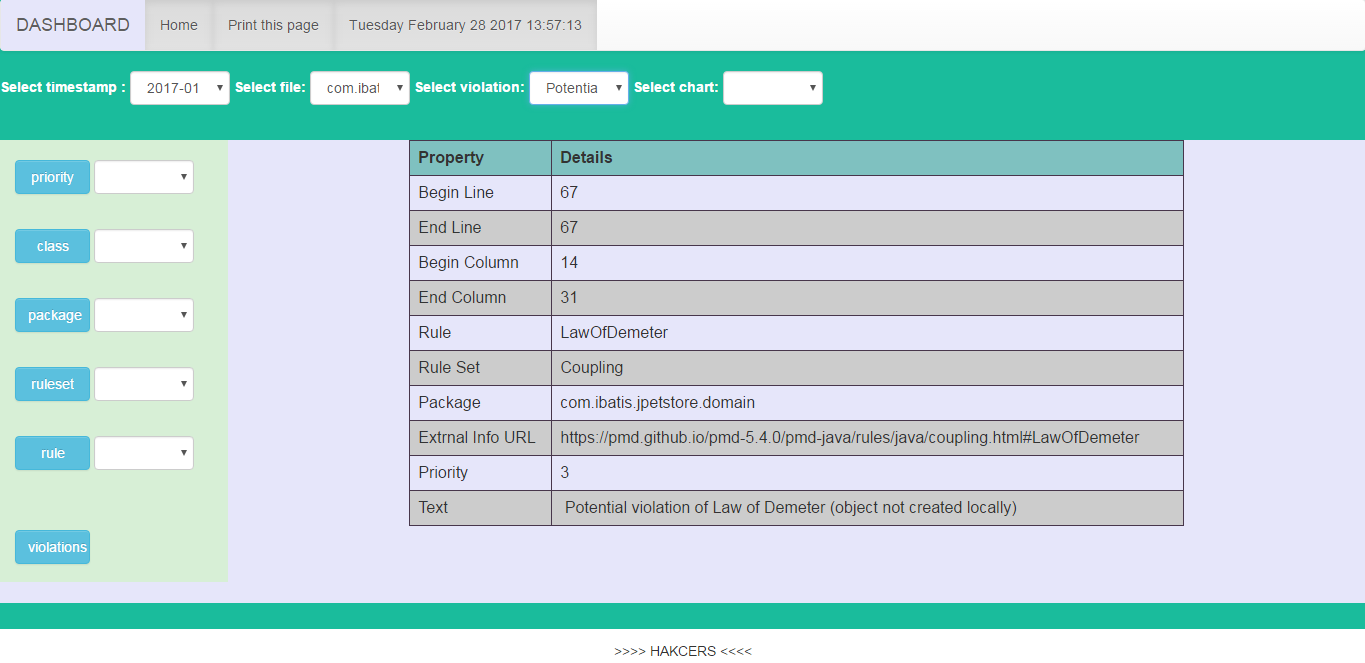 DASHBOARD Home Print this page Tuesday February 28 2017 13:57:13
Select timestamp : 2017-01 Select file: com.ibat Select violation: Potentia Select chart:
priority
class
package
ruleset
rule
violations
Property Details
Begin Line 67
End Line 67
Begin Column 14
End Column 31
Rule LawOfDemeter
Rule Set Coupling
Package com.ibatis.jpetstore.domain
Extrnal Info URL https://pmd.github.io/pmd-5.4.0/pmd-java/rules/java/coupling.html#LawOfDemeter
Priority 3
Text Potential violation of Law of Demeter (object not created locally)
>>>> HAKCERS <<<<